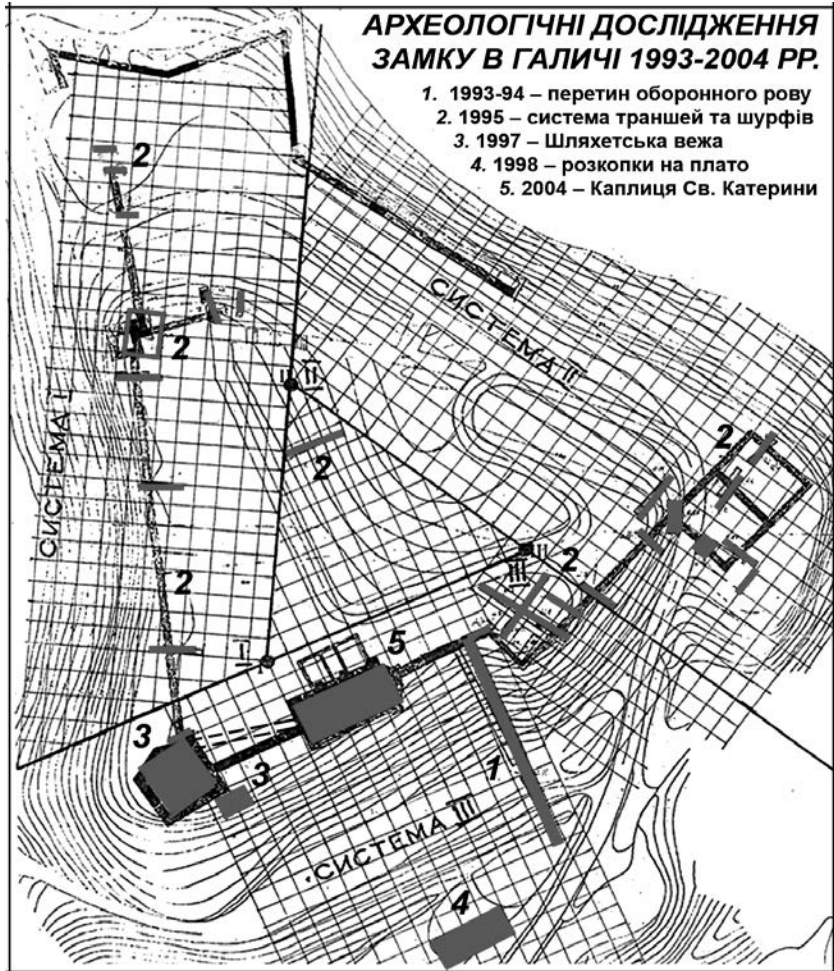 АРХЕОЛОГІЧНІ ДОСЛІДЖЕННЯ
ЗАМКУ В ГАЛИЧІ 1993-2004 РР.
1. 1993-94 – перетин оборонного рову
2. 1995 – система траншей та шурфів
3. 1997 – Шляхетська вежа
4. 1998 – розкопки на плато
5. 2004 – Каплиця Св. Катерини
2
СИСТЕМА II
2
II
СИСТЕМА I
2
2
III
2
2
I
5
3
3
1
СИСТЕМА III
4